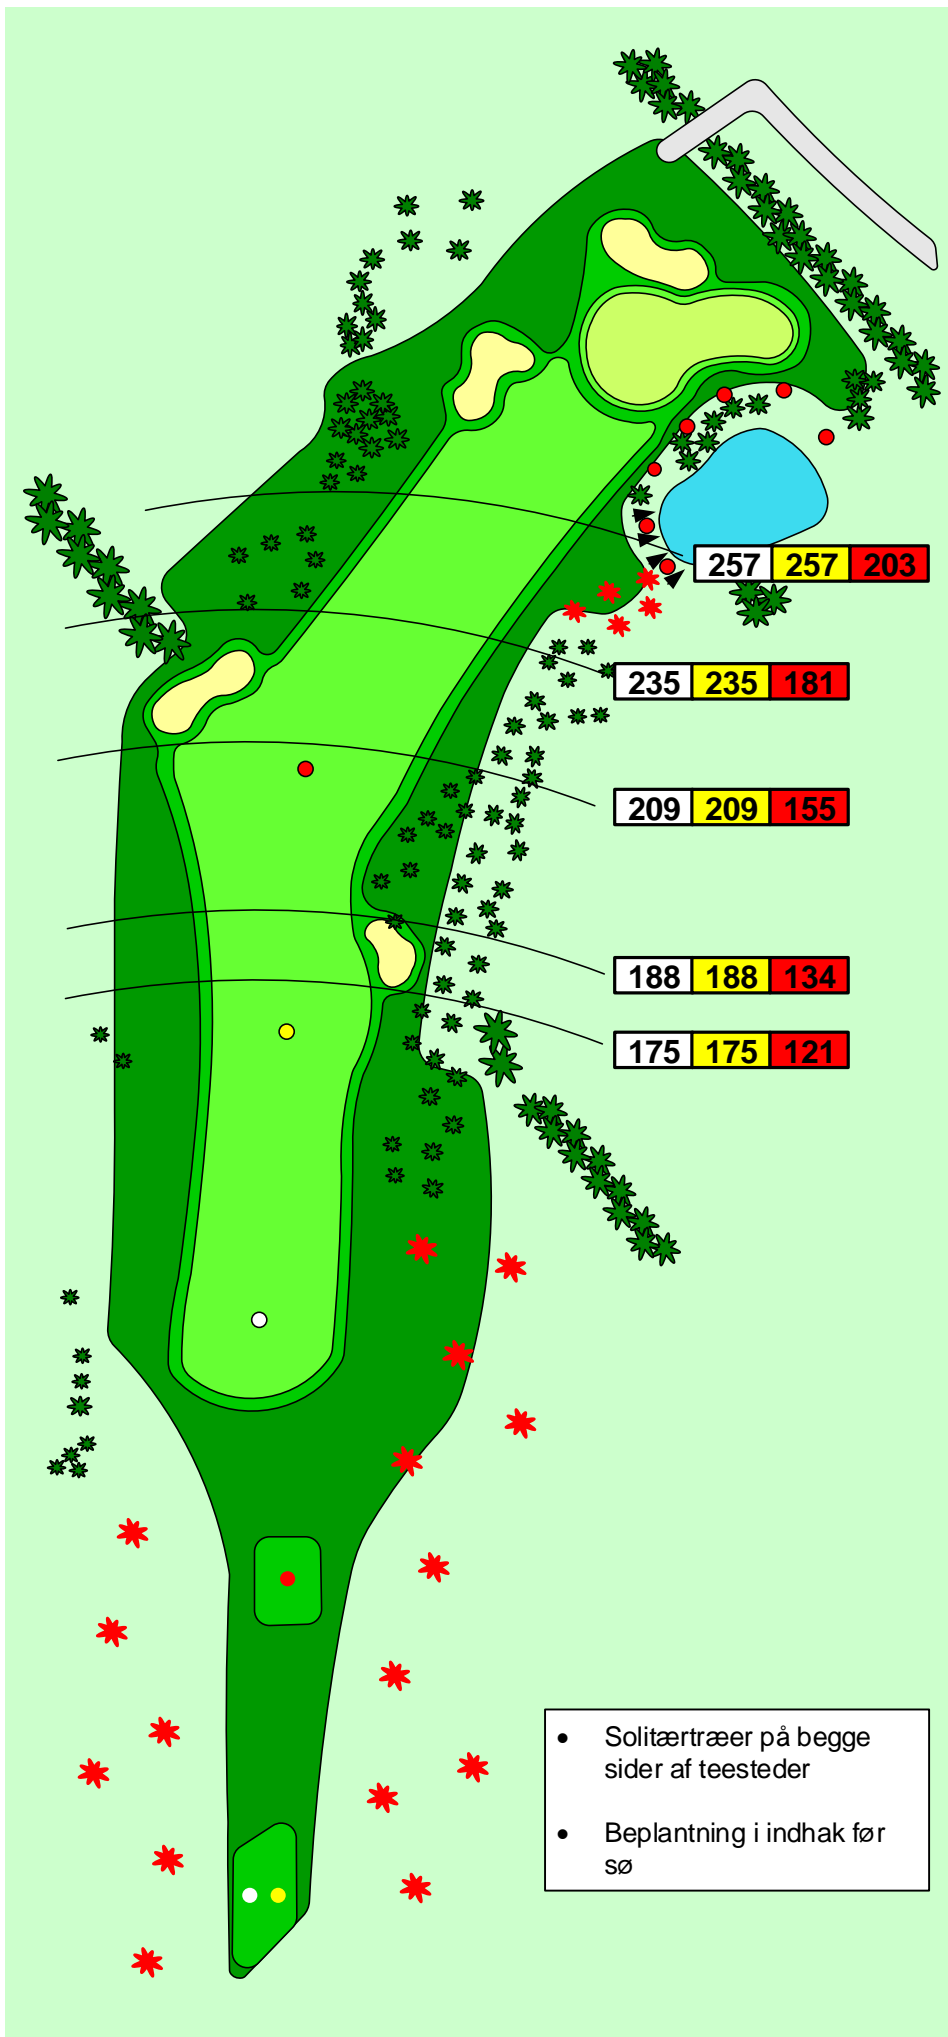 257 257 203
235 235 181
209 209 155
188 188 134
175 175 121
• Solitærtræer på begge
sider af teesteder
• Beplantning i indhak før
sø